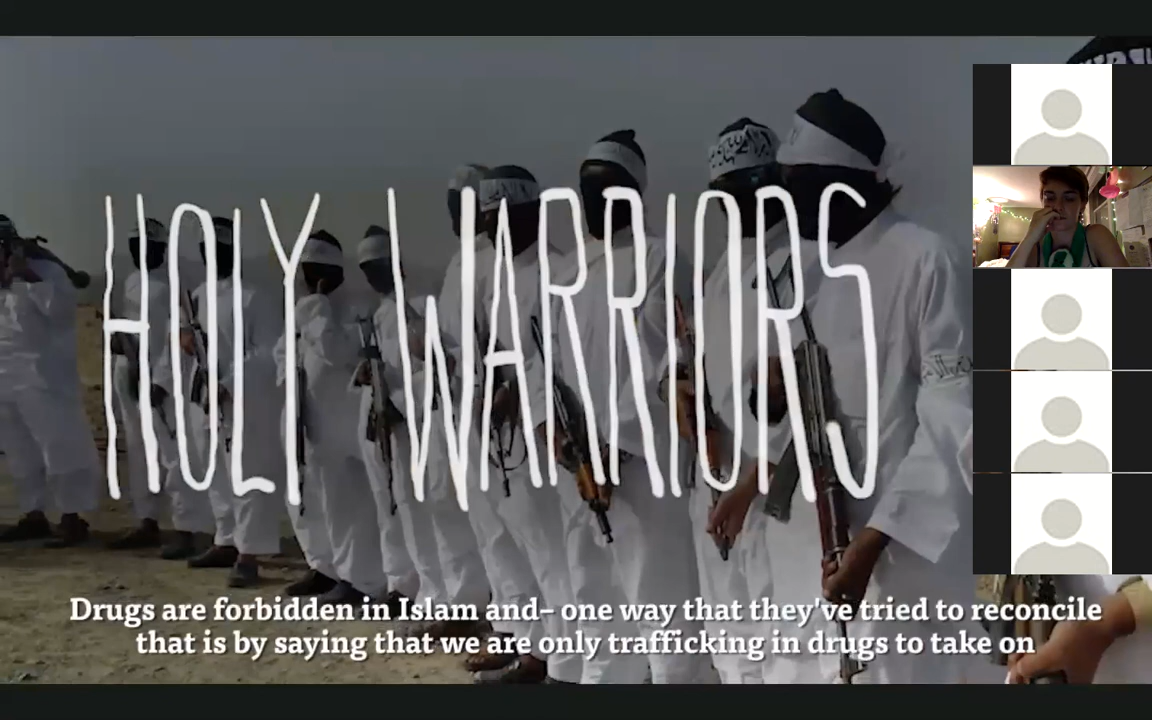 HOLY WARRIORS
Drugs are forbidden in Islam and– one way that they've tried to reconcile
that is by saying that we are only trafficking in drugs to take on